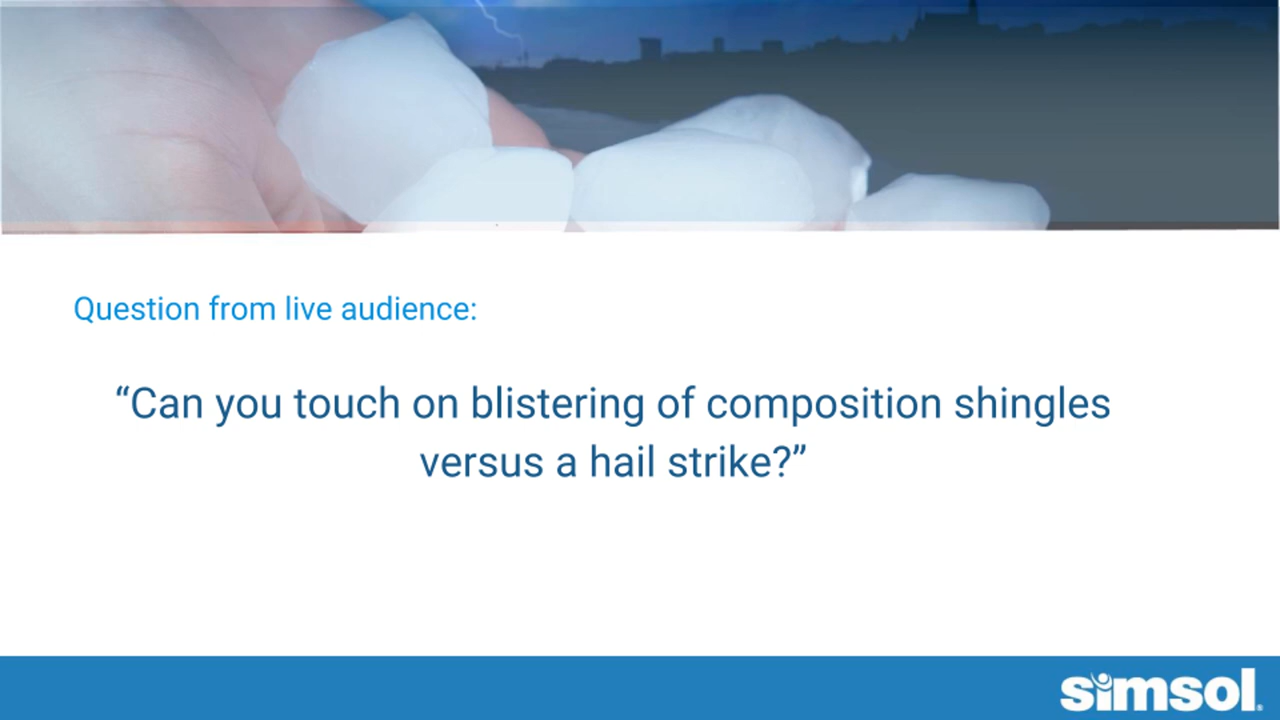 Question from live audience:
“Can you touch on blistering of composition shingles
versus a hail strike?”
simsol®